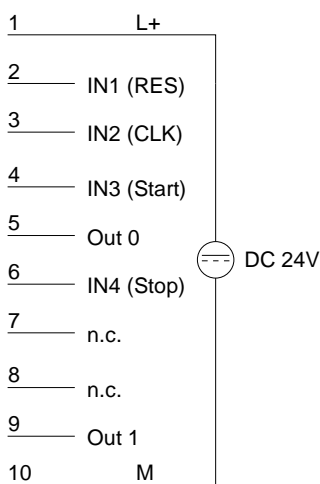 1 L+
2 IN1 (RES)
3 IN2 (CLK)
4 IN3 (Start)
5 Out 0
DC 24V
6 IN4 (Stop)
7 n.c.
8 n.c.
9 Out 1
10 M